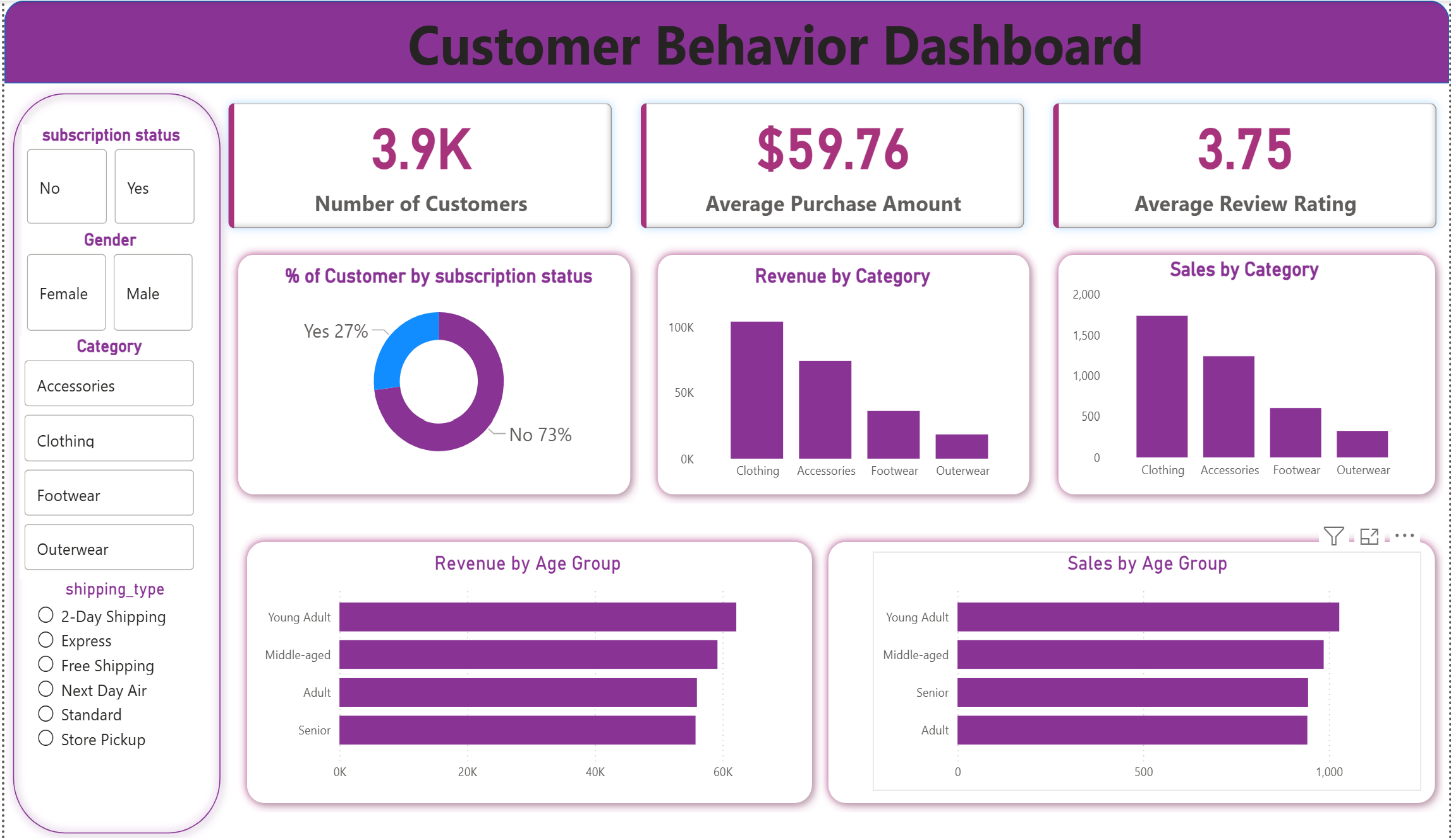 Customer Behavior Dashboard
subscription status
No
Yes
Gender
Female
Male
Category
Accessories
Clothing
Footwear
Outerwear
shipping_type
2-Day Shipping
Express
Free Shipping
Next Day Air
Standard
Store Pickup
3.9K
Number of Customers
$59.76
Average Purchase Amount
3.75
Average Review Rating
% of Customer by subscription status
Yes 27%
No 73%
Revenue by Category
100K
50K
0K
Clothing Accessories Footwear Outerwear
Sales by Category
2,000
1,500
1,000
500
0
Clothing Accessories Footwear Outerwear
Revenue by Age Group
Young Adult
Middle-aged
Adult
Senior
0K 20K 40K 60K
Sales by Age Group
Young Adult
Middle-aged
Senior
Adult
0 500 1,000